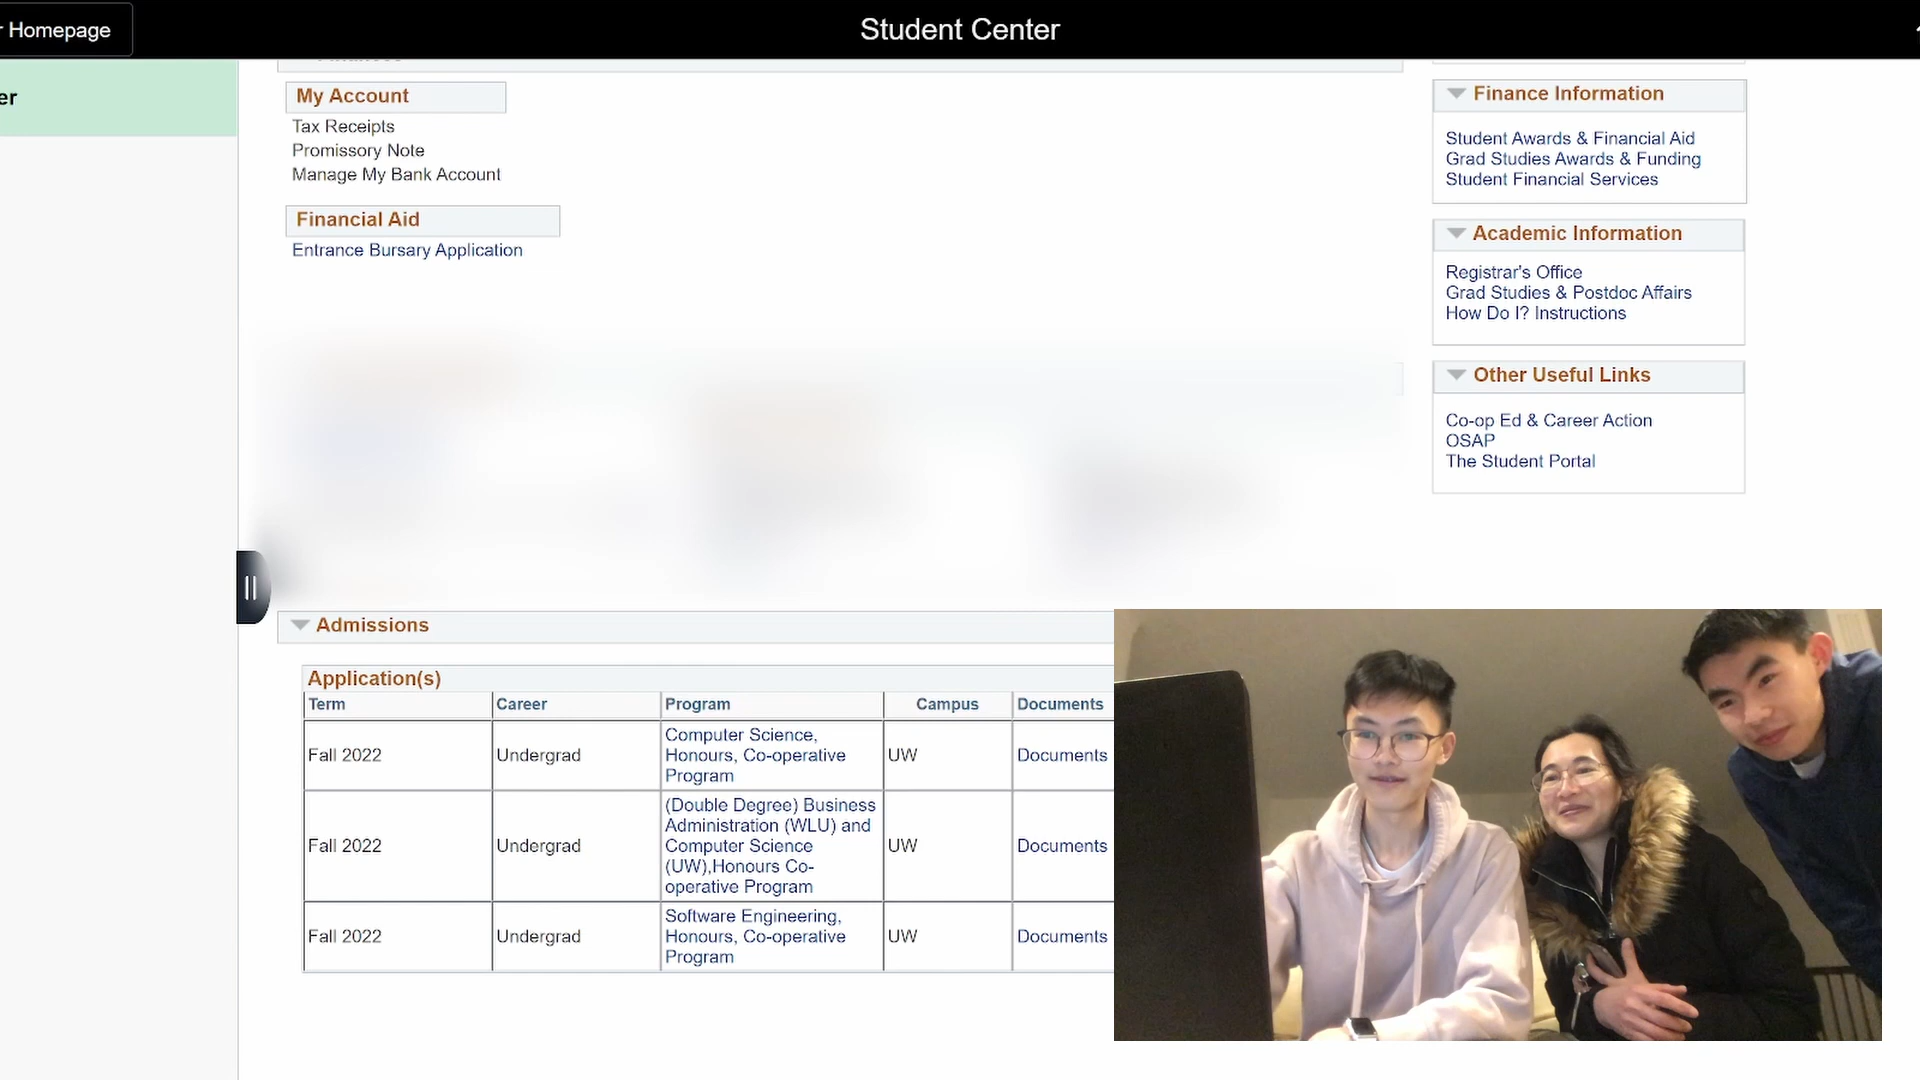 Homepage
Student Center
er
My Account
Tax Receipts
Promissory Note
Manage My Bank Account
Financial Aid
Entrance Bursary Application
Finance Information
Student Awards & Financial Aid
Grad Studies Awards & Funding
Student Financial Services
Academic Information
Registrar's Office
Grad Studies & Postdoc Affairs
How Do I? Instructions
Other Useful Links
Co-op Ed & Career Action
OSAP
The Student Portal
Admissions
Application(s)
Term Career Program Campus Documents
Fall 2022 Undergrad Computer Science,
Honours, Co-operative
Program UW Documents
Fall 2022 Undergrad (Double Degree) Business
Administration (WLU) and
Computer Science
(UW),Honours Co-
operative Program UW Documents
Fall 2022 Undergrad Software Engineering,
Honours, Co-operative
Program UW Documents